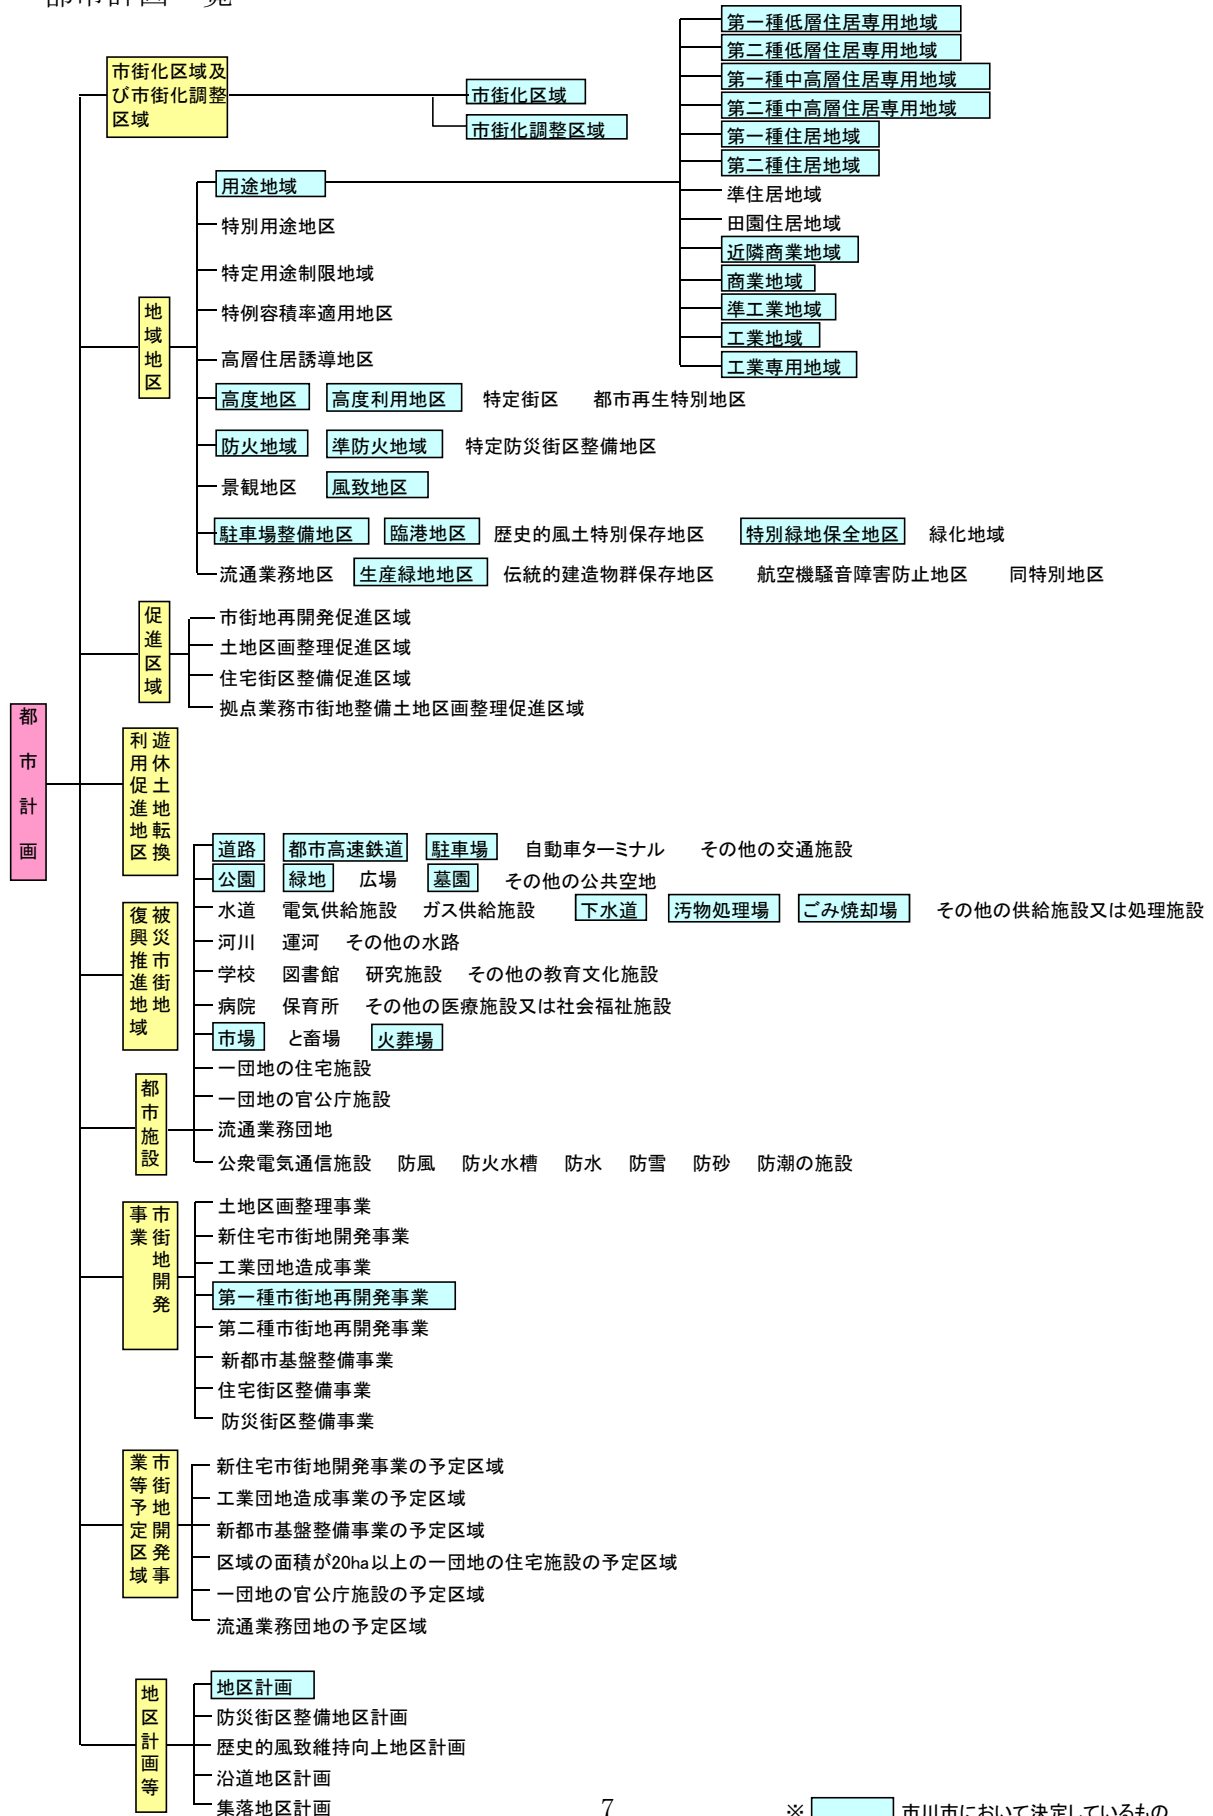 都市計画一覧
都市計画
市街化区域及び市街化調整区域
市街化区域
市街化調整区域
地域地区
用途地域
第一種低層住居専用地域
第二種低層住居専用地域
第一種中高層住居専用地域
第二種中高層住居専用地域
第一種住居地域
第二種住居地域
準住居地域
田園住居地域
近隣商業地域
商業地域
準工業地域
工業地域
工業専用地域
特別用途地区
特定用途制限地域
特例容積率適用地区
高層住居誘導地区
高度地区 高度利用地区 特定街区 都市再生特別地区
防火地域 準防火地域 特定防災街区整備地区
景観地区 風致地区
駐車場整備地区 臨港地区 歴史的風土特別保存地区 特別緑地保全地区 緑化地域
流通業務地区 生産緑地地区 伝統的建造物群保存地区 航空機騒音障害防止地区 同特別地区
促進区域
市街地再開発促進区域
土地区画整理促進区域
住宅街区整備促進区域
拠点業務市街地整備土地区画整理促進区域
遊休土地転換利用促進地区
被災市街地復興推進地域
都市施設
道路 都市高速鉄道 駐車場 自動車ターミナル その他の交通施設
公園 緑地 広場 墓園 その他の公共空地
水道 電気供給施設 ガス供給施設 下水道 汚物処理場 ごみ焼却場 その他の供給施設又は処理施設
河川 運河 その他の水路
学校 図書館 研究施設 その他の教育文化施設
病院 保育所 その他の医療施設又は社会福祉施設
市場 と畜場 火葬場
一団地の住宅施設
一団地の官公庁施設
流通業務団地
公衆電気通信施設 防風 防火水槽 防水 防雪 防砂 防潮の施設
市街地開発事業
土地区画整理事業
新住宅市街地開発事業
工業団地造成事業
第一種市街地再開発事業
第二種市街地再開発事業
新都市基盤整備事業
住宅街区整備事業
防災街区整備事業
市街地開発事業等予定区域
新住宅市街地開発事業の予定区域
工業団地造成事業の予定区域
新都市基盤整備事業の予定区域
区域の面積が20ha以上の一団地の住宅施設の予定区域
一団地の官公庁施設の予定区域
流通業務団地の予定区域
地区計画等
地区計画
防災街区整備地区計画
歴史的風致維持向上地区計画
沿道地区計画
集落地区計画
7
※ 市川市において決定しているもの